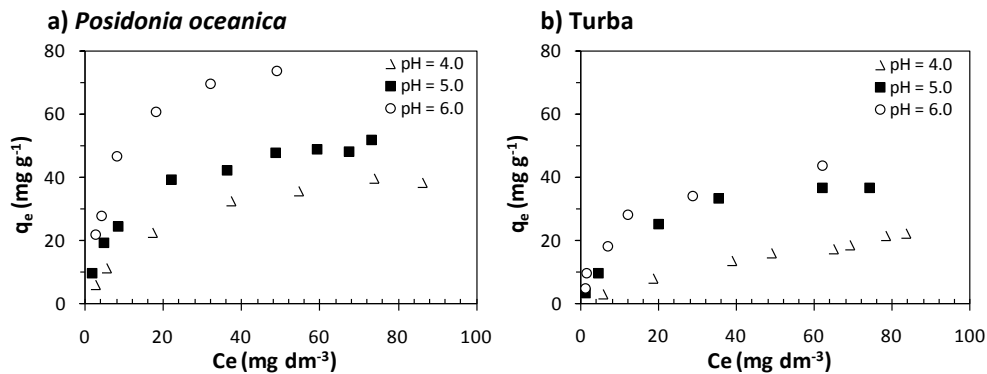 a) Posidonia oceanica
80
60
40
20
0
qe (mg g-1)
0 20 40 60 80 100
Ce (mg dm-3)
pH = 4.0
pH = 5.0
pH = 6.0
b) Turba
80
60
40
20
0
qe (mg g-1)
0 20 40 60 80 100
Ce (mg dm-3)
pH = 4.0
pH = 5.0
pH = 6.0